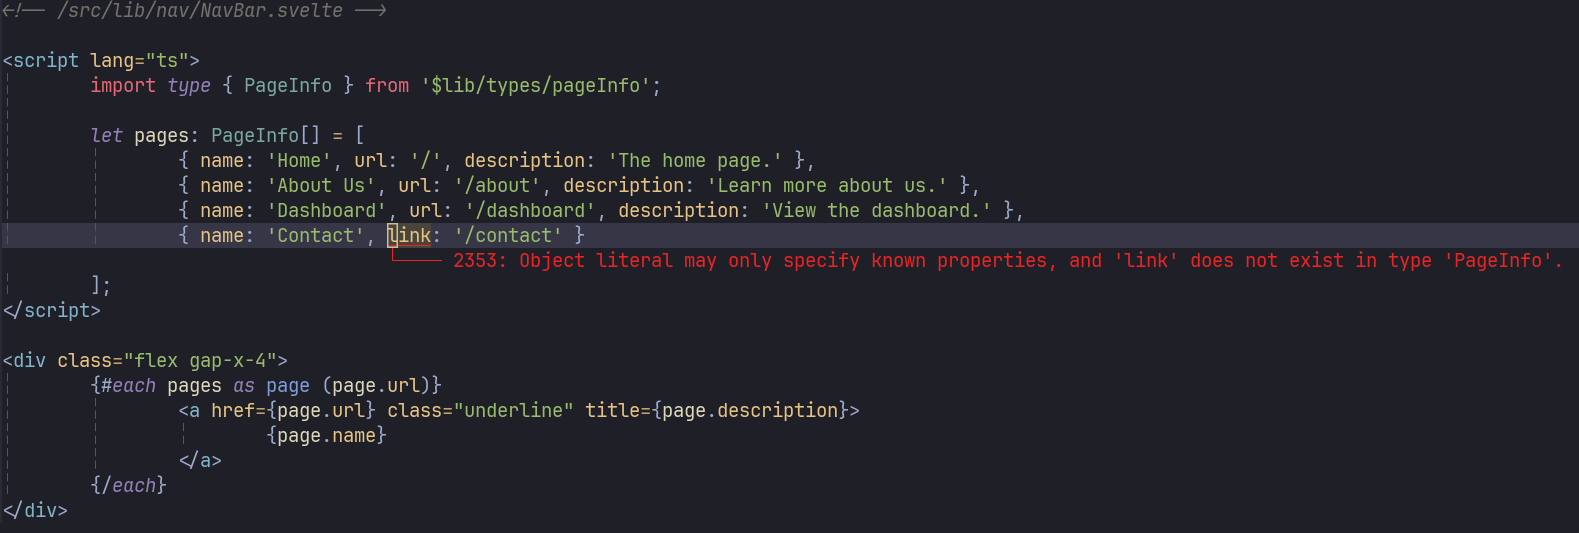 <!-- /src/lib/nav/NavBar.svelte -->
<script lang="ts">
import type { PageInfo } from '$lib/types/pageInfo';
let pages: PageInfo[] = [
{ name: 'Home', url: '/', description: 'The home page.' },
{ name: 'About Us', url: '/about', description: 'Learn more about us.' },
{ name: 'Dashboard', url: '/dashboard', description: 'View the dashboard.' },
{ name: 'Contact', link: '/contact' }
2353: Object literal may only specify known properties, and 'link' does not exist in type 'PageInfo'.
];
</script>
<div class="flex gap-x-4">
{#each pages as page (page.url)}
<a href={page.url} class="underline" title={page.description}>
{page.name}
</a>
{/each}
</div>